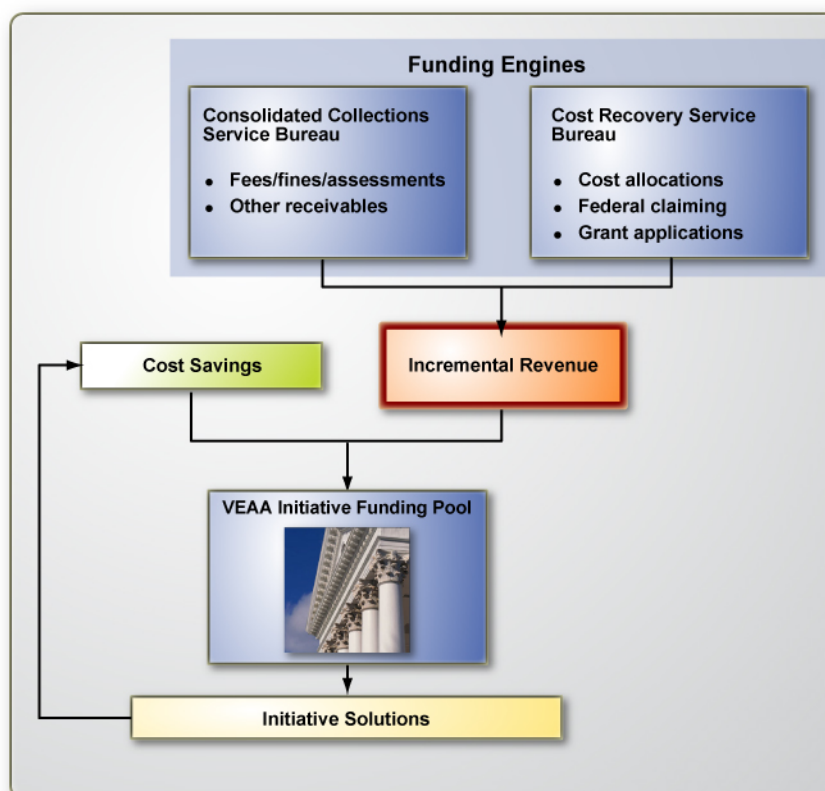 Funding Engines
Consolidated Collections
Service Bureau
• Fees/fines/assessments
• Other receivables
Cost Recovery Service
Bureau
• Cost allocations
• Federal claiming
• Grant applications
Cost Savings
Incremental Revenue
VEAA Initiative Funding Pool
Initiative Solutions